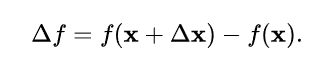 Δf = f(𝐱 + Δ𝐱) − f(𝐱).